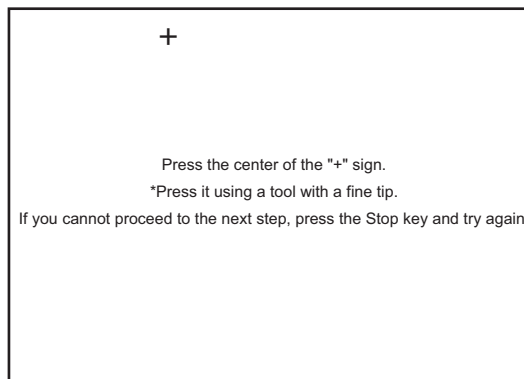 +
Press the center of the "+" sign.
*Press it using a tool with a fine tip.
If you cannot proceed to the next step, press the Stop key and try again